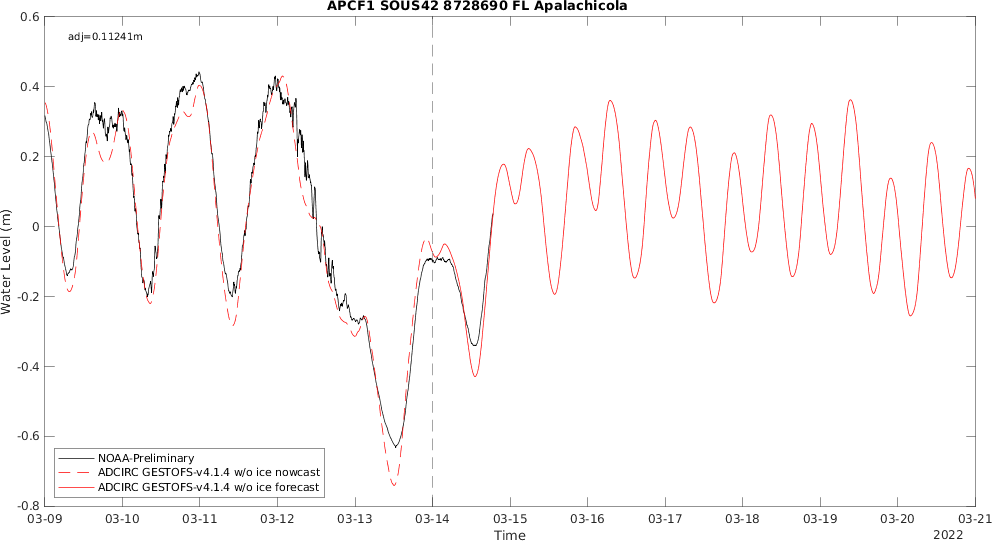 APCF1 SOUS42 8728690 FL Apalachicola
adj=0.11241m
0.6
0.4
0.2
0
-0.2
-0.4
-0.6
-0.8
Water Level (m)
NOAA-Preliminary
ADCIRC GESTOFS-v4.1.4 w/o ice nowcast
ADCIRC GESTOFS-v4.1.4 w/o ice forecast
03-09 03-10 03-11 03-12 03-13 03-14 03-15 03-16 03-17 03-18 03-19 03-20 03-21
Time
2022